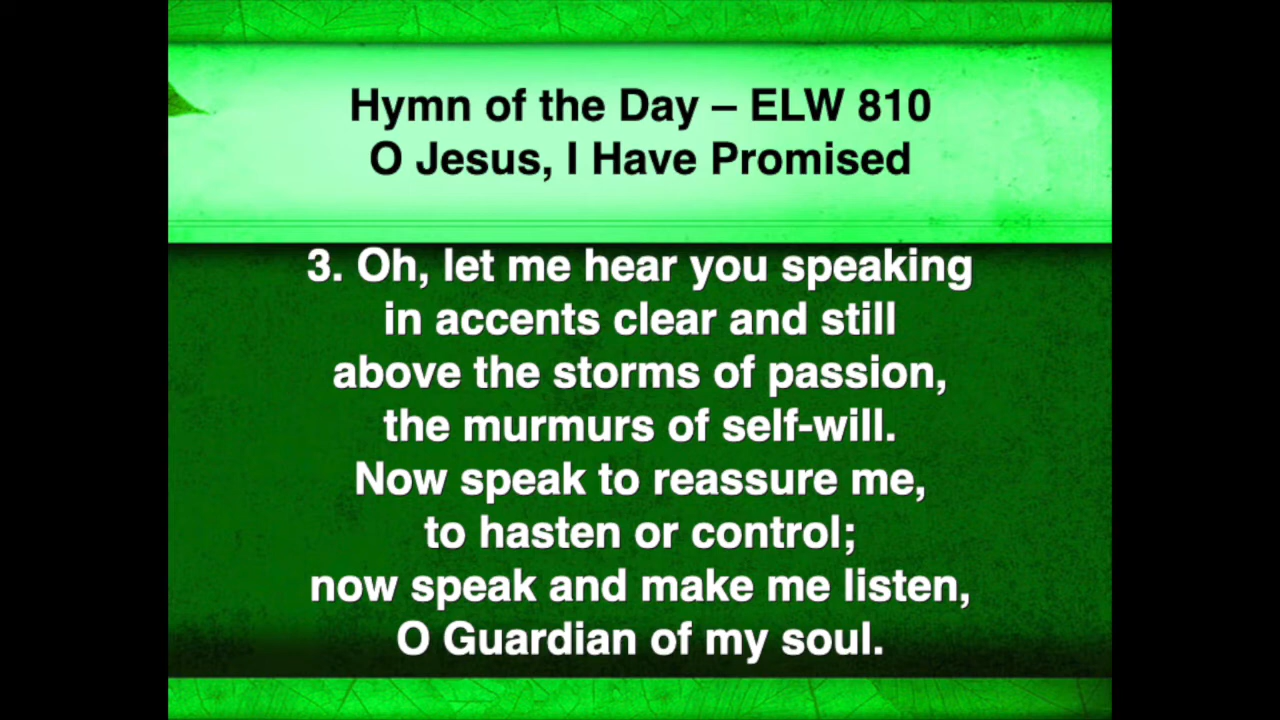 Hymn of the Day – ELW 810
O Jesus, I Have Promised
3. Oh, let me hear you speaking
in accents clear and still
above the storms of passion,
the murmurs of self-will.
Now speak to reassure me,
to hasten or control;
now speak and make me listen,
O Guardian of my soul.